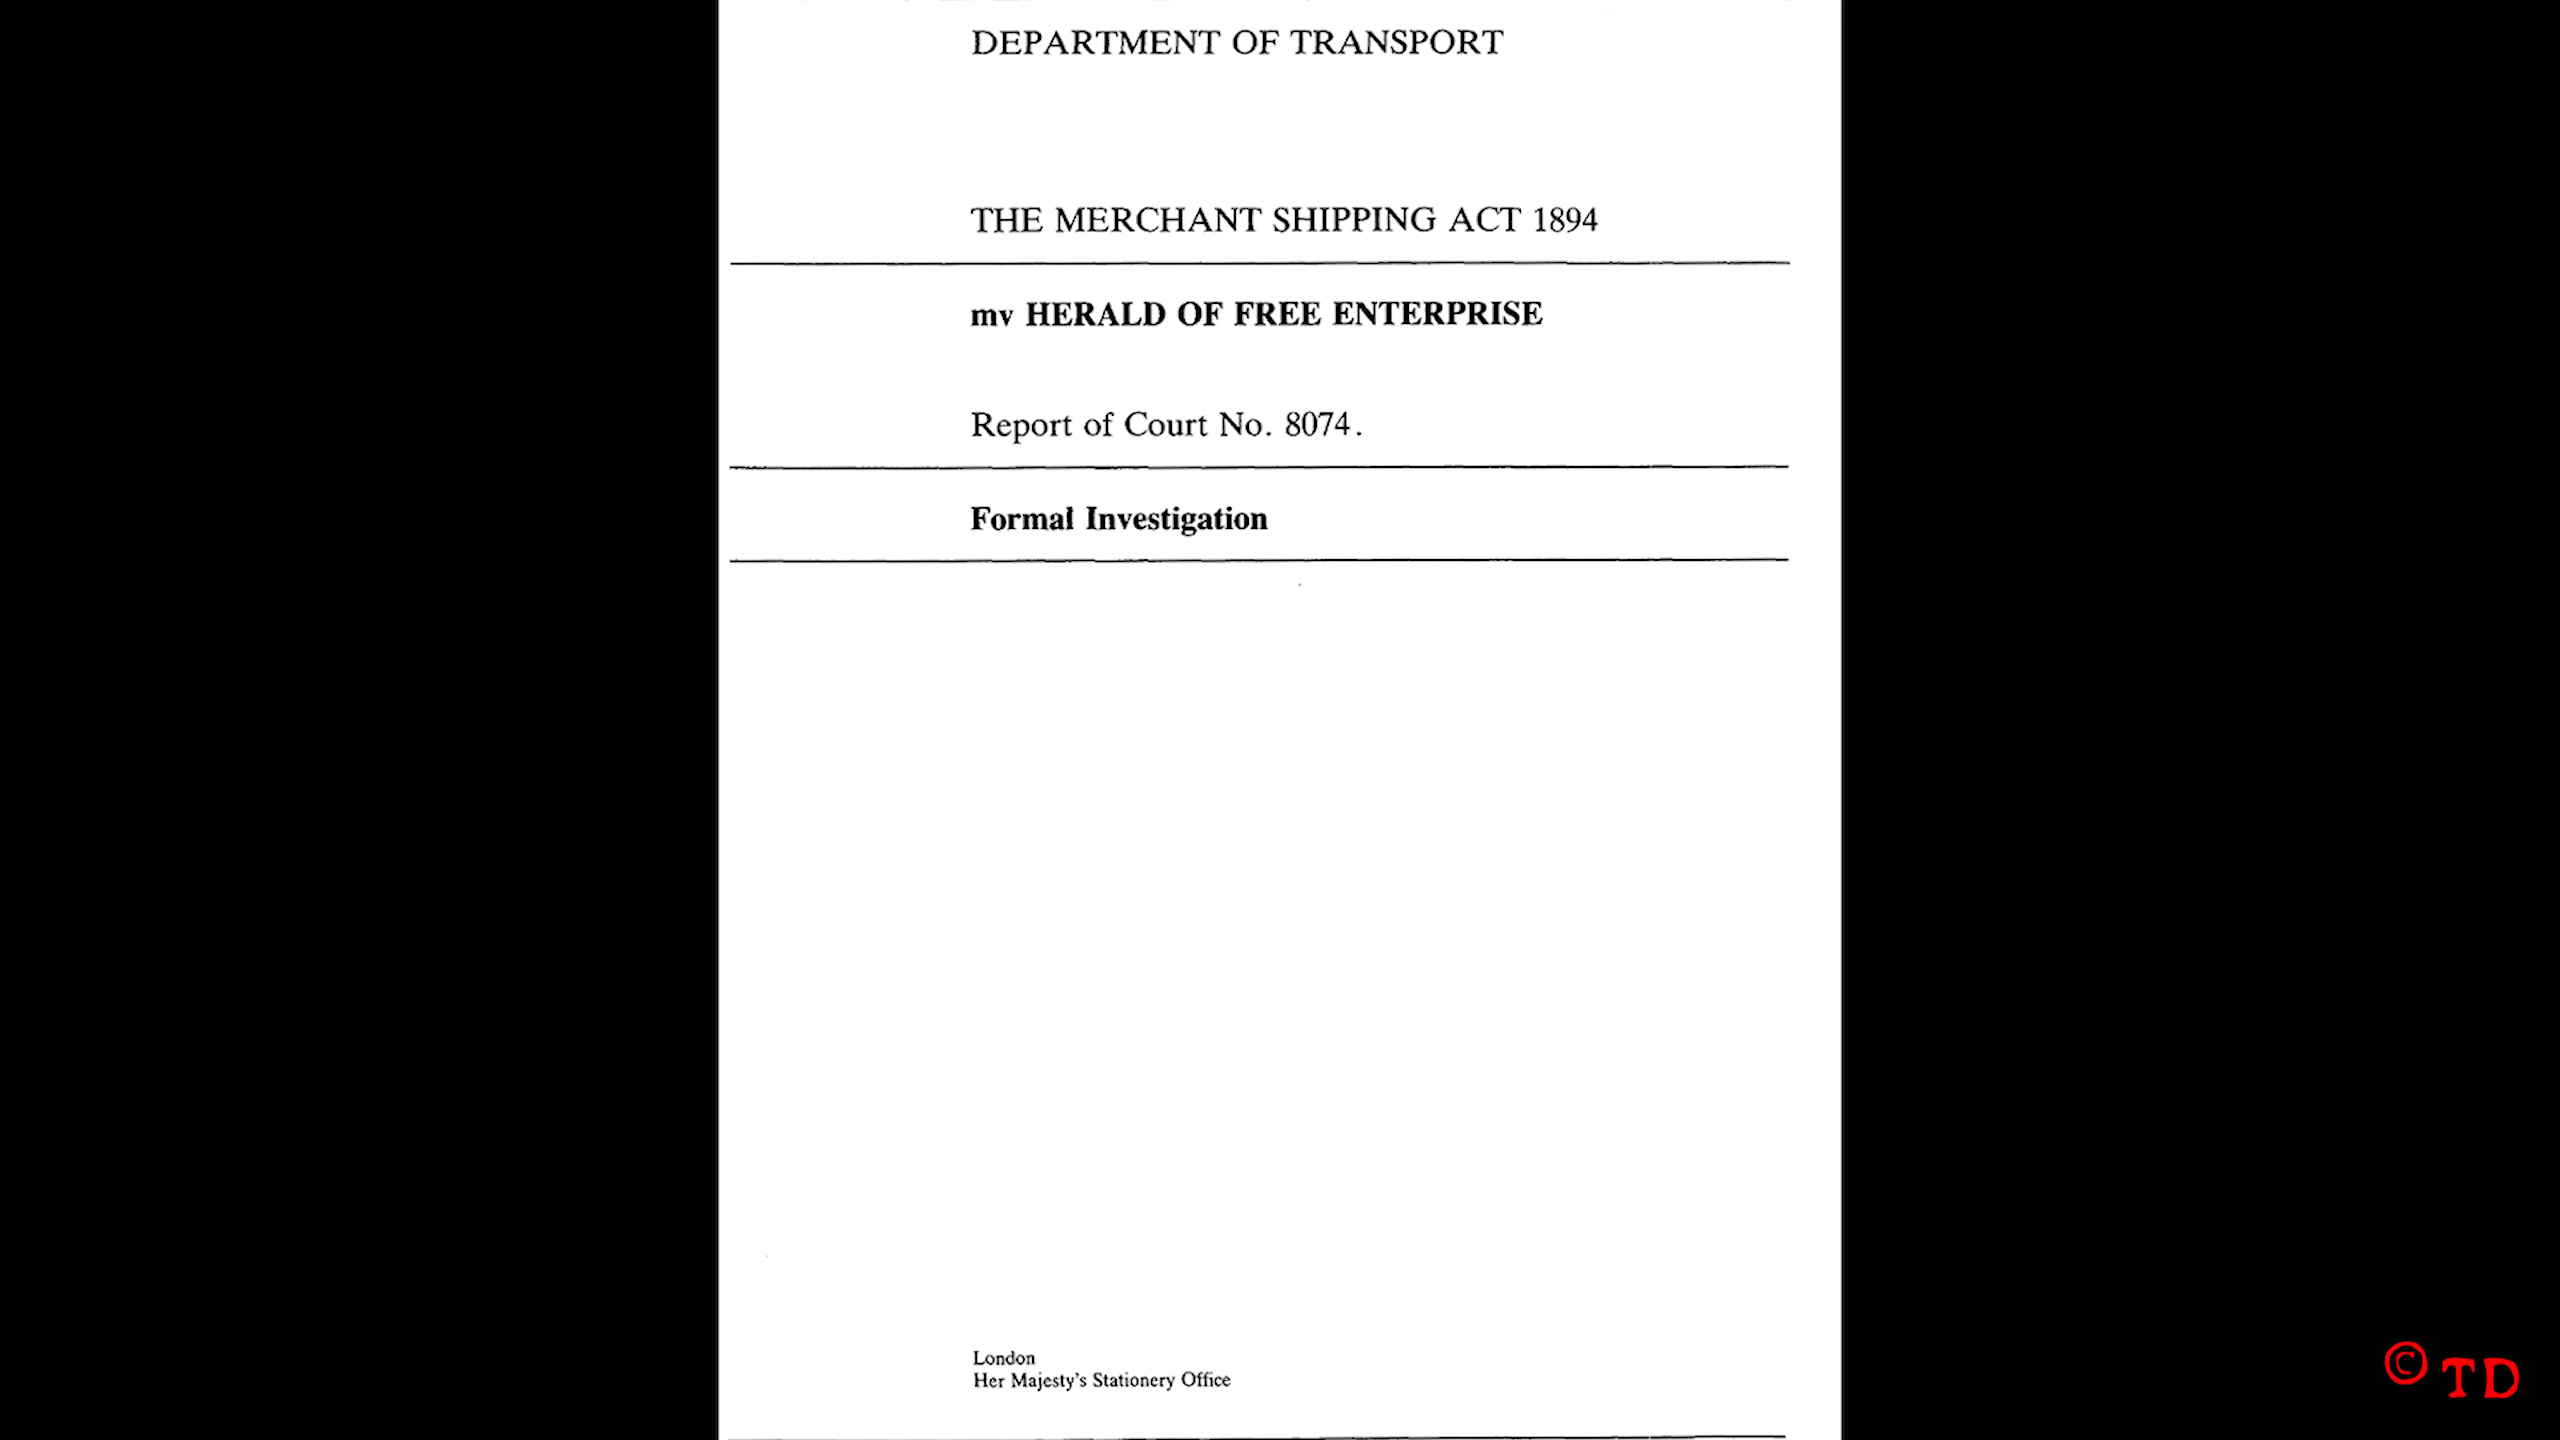 DEPARTMENT OF TRANSPORT
THE MERCHANT SHIPPING ACT 1894
mv HERALD OF FREE ENTERPRISE
Report of Court No. 8074.
Formal Investigation
London
Her Majesty's Stationery Office
© TD